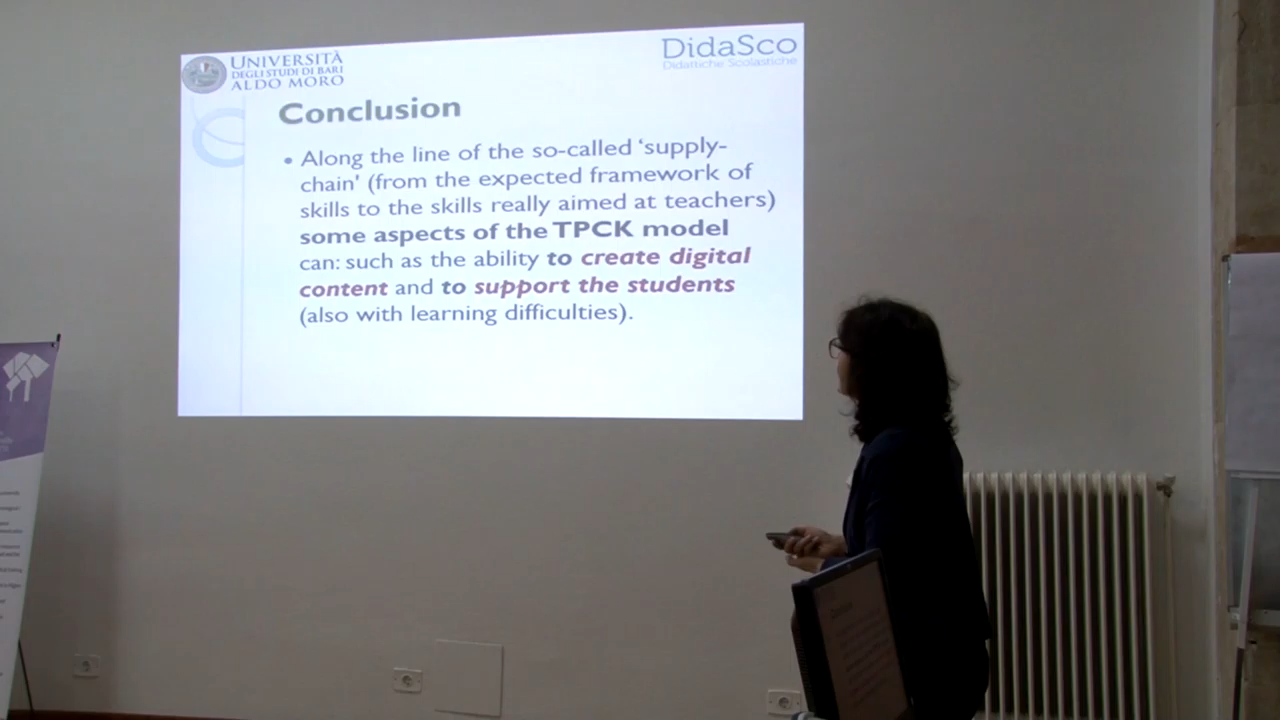 UNIVERSITÀ
DEGLI STUDI DI BARI
ALDO MORO
DidaSco
Didattiche Scolastiche
Conclusion
• Along the line of the so-called ‘supply-
chain' (from the expected framework of
skills to the skills really aimed at teachers)
some aspects of the TPCK model
can: such as the ability to create digital
content and to support the students
(also with learning difficulties).